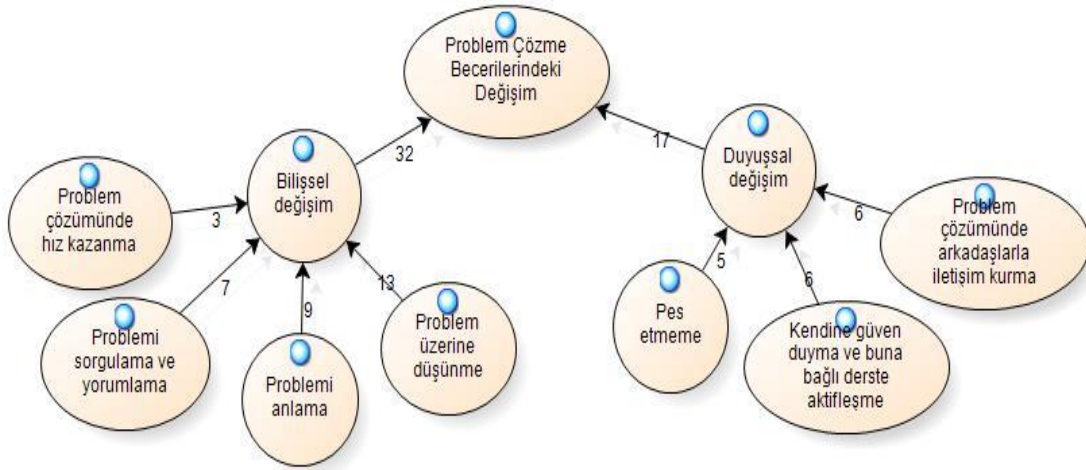 Problem Çözme
Becerilerindeki
Değişim
32
17
Bilişsel
değişim
Duyuşsal
değişim
Problem
çözümünde
hız kazanma
3
7
Problemi
sorgulama ve
yorumlama
9
Problemi
anlama
13
Problem
üzerine
düşünme
5
Pes
etmeme
6
Kendine güven
duyma ve buna
bağlı derste
aktifleşme
6
Problem
çözümünde
arkadaşlarla
iletişim kurma